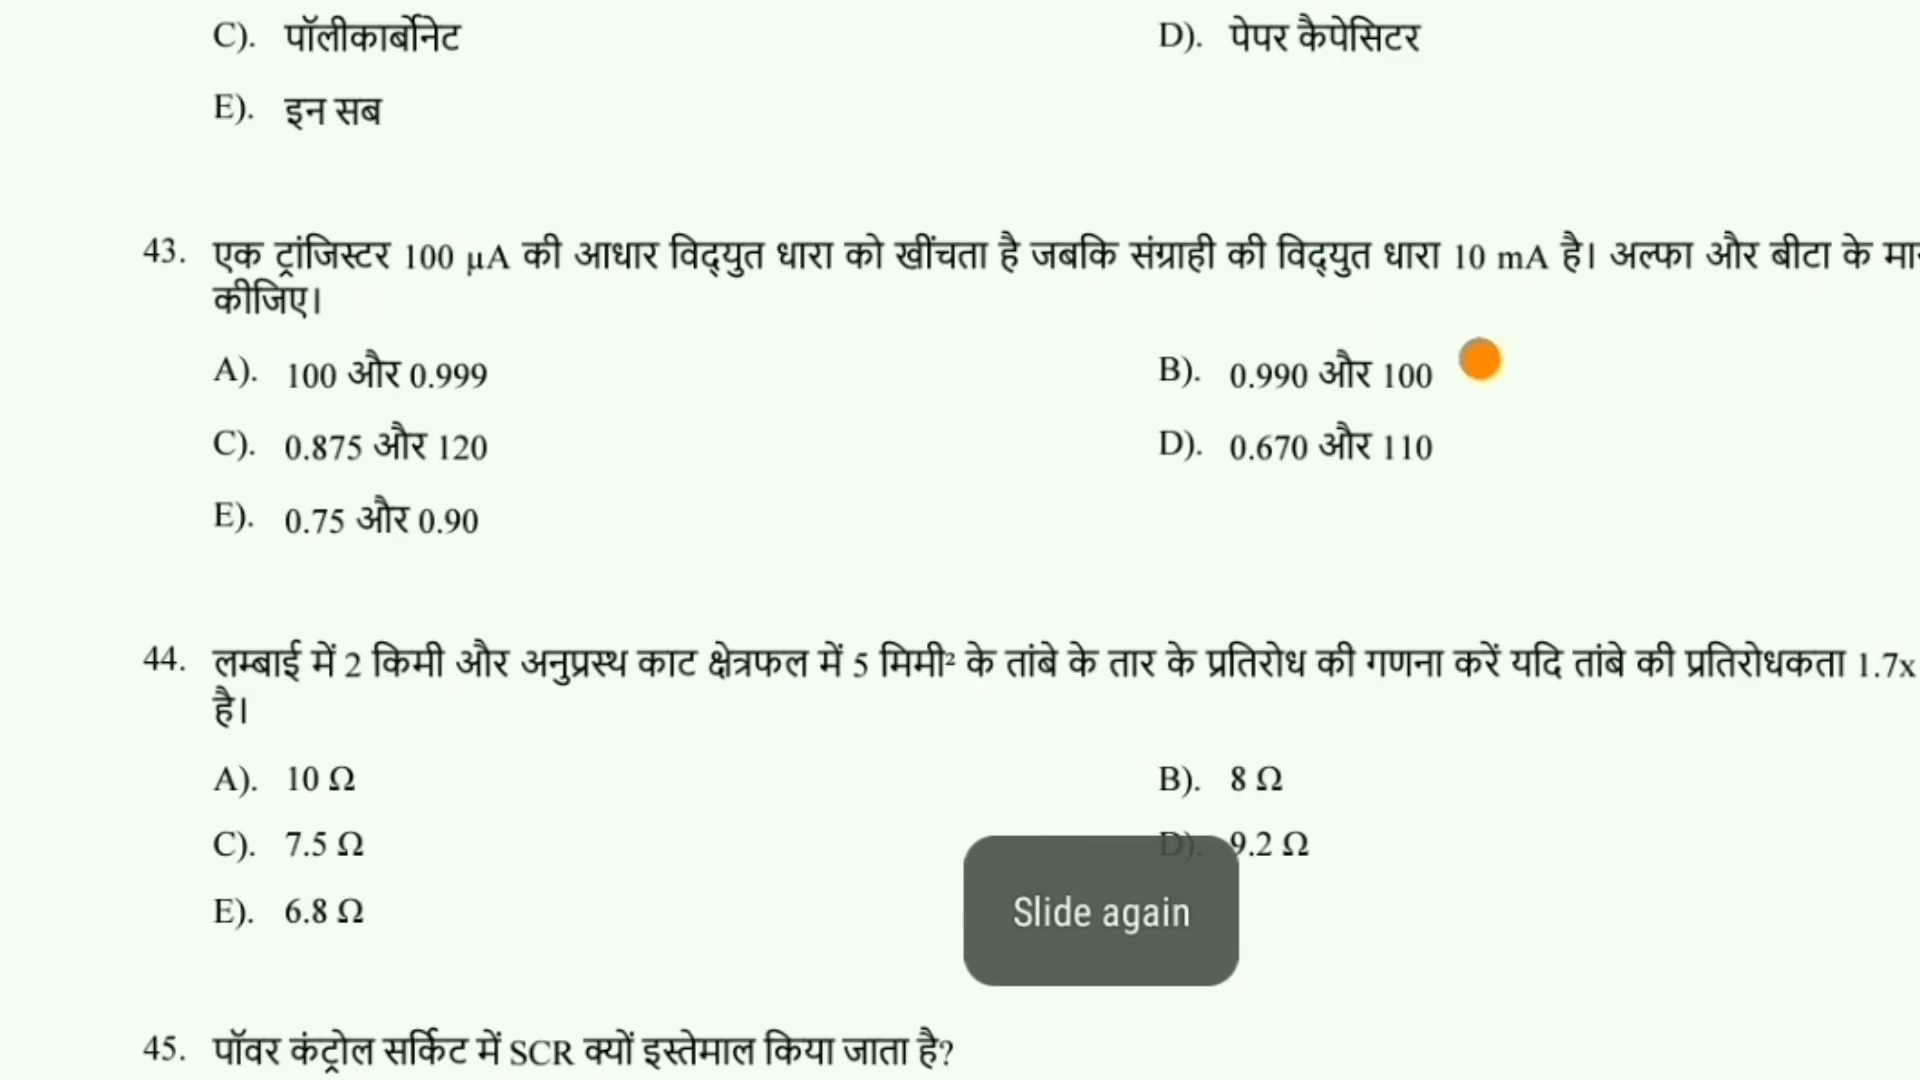 C). पॉलीकार्बोनेट
D). पेपर कैपेसिटर
E). इन सब
43. एक ट्रांजिस्टर 100 µA की आधार विद्युत धारा को खींचता है जबकि संग्राही की विद्युत धारा 10 mA है। अल्फा और बीटा के
कीजिए।
A). 100 और 0.999
B). 0.990 और 100
C). 0.875 और 120
D). 0.670 और 110
E). 0.75 और 0.90
44. लम्बाई में 2 किमी और अनुप्रस्थ काट क्षेत्रफल में 5 मिमी² के तांबे के तार के प्रतिरोध की गणना करें यदि तांबे की प्रतिरोधकता 1.7x
है।
A). 10 Ω
B). 8 Ω
C). 7.5 Ω
D). 9.2 Ω
E). 6.8 Ω
Slide again
45. पॉवर कंट्रोल सर्किट में SCR क्यों इस्तेमाल किया जाता है?